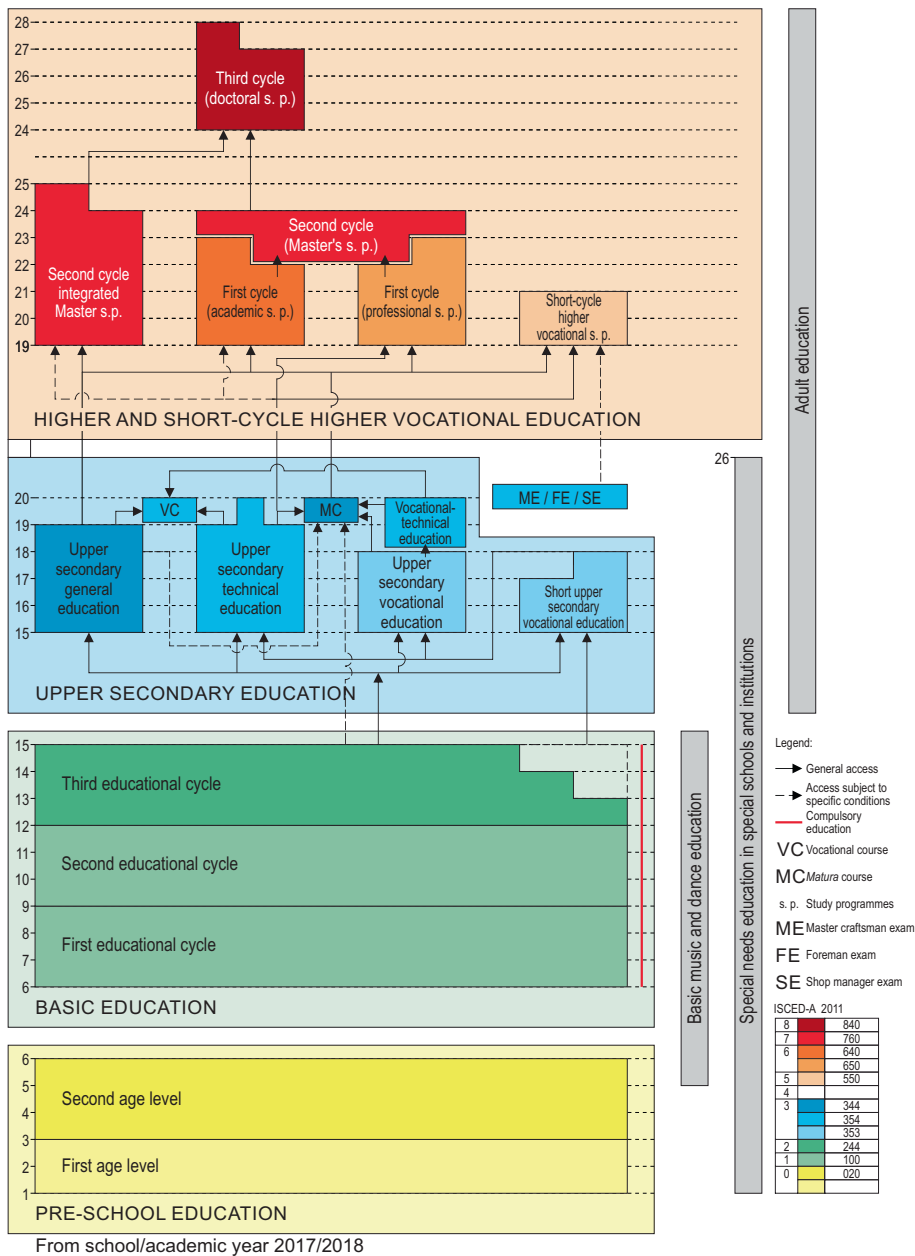 28
27
26
25
24
25
24
23
22
21
20
19
Third cycle
(doctoral s. p.)
Second cycle
integrated
Master s.p.
Second cycle
(Master's s. p.)
First cycle
(academic s. p.)
First cycle
(professional s. p.)
Short-cycle
higher
vocational s. p.
HIGHER AND SHORT-CYCLE HIGHER VOCATIONAL EDUCATION
Adult education
20
19
18
17
16
15
VC
MC
Vocational-
technical
education
ME / FE / SE
Upper
secondary
general
education
Upper
secondary
technical
education
Upper
secondary
vocational
education
Short upper
secondary
vocational education
UPPER SECONDARY EDUCATION
26
Special needs education in special schools and institutions
15
14
13
12
11
10
9
8
7
6
Third educational cycle
Second educational cycle
First educational cycle
BASIC EDUCATION
Basic music and dance education
6
5
4
3
2
1
Second age level
First age level
PRE-SCHOOL EDUCATION
From school/academic year 2017/2018
Legend:
General access
Access subject to
specific conditions
Compulsory
education
VC Vocational course
MC Matura course
s. p. Study programmes
ME Master craftsman exam
FE Foreman exam
SE Shop manager exam
ISCED-A 2011
8 840
7 760
6 640
650
5 550
4
3 344
354
353
2 244
1 100
0 020